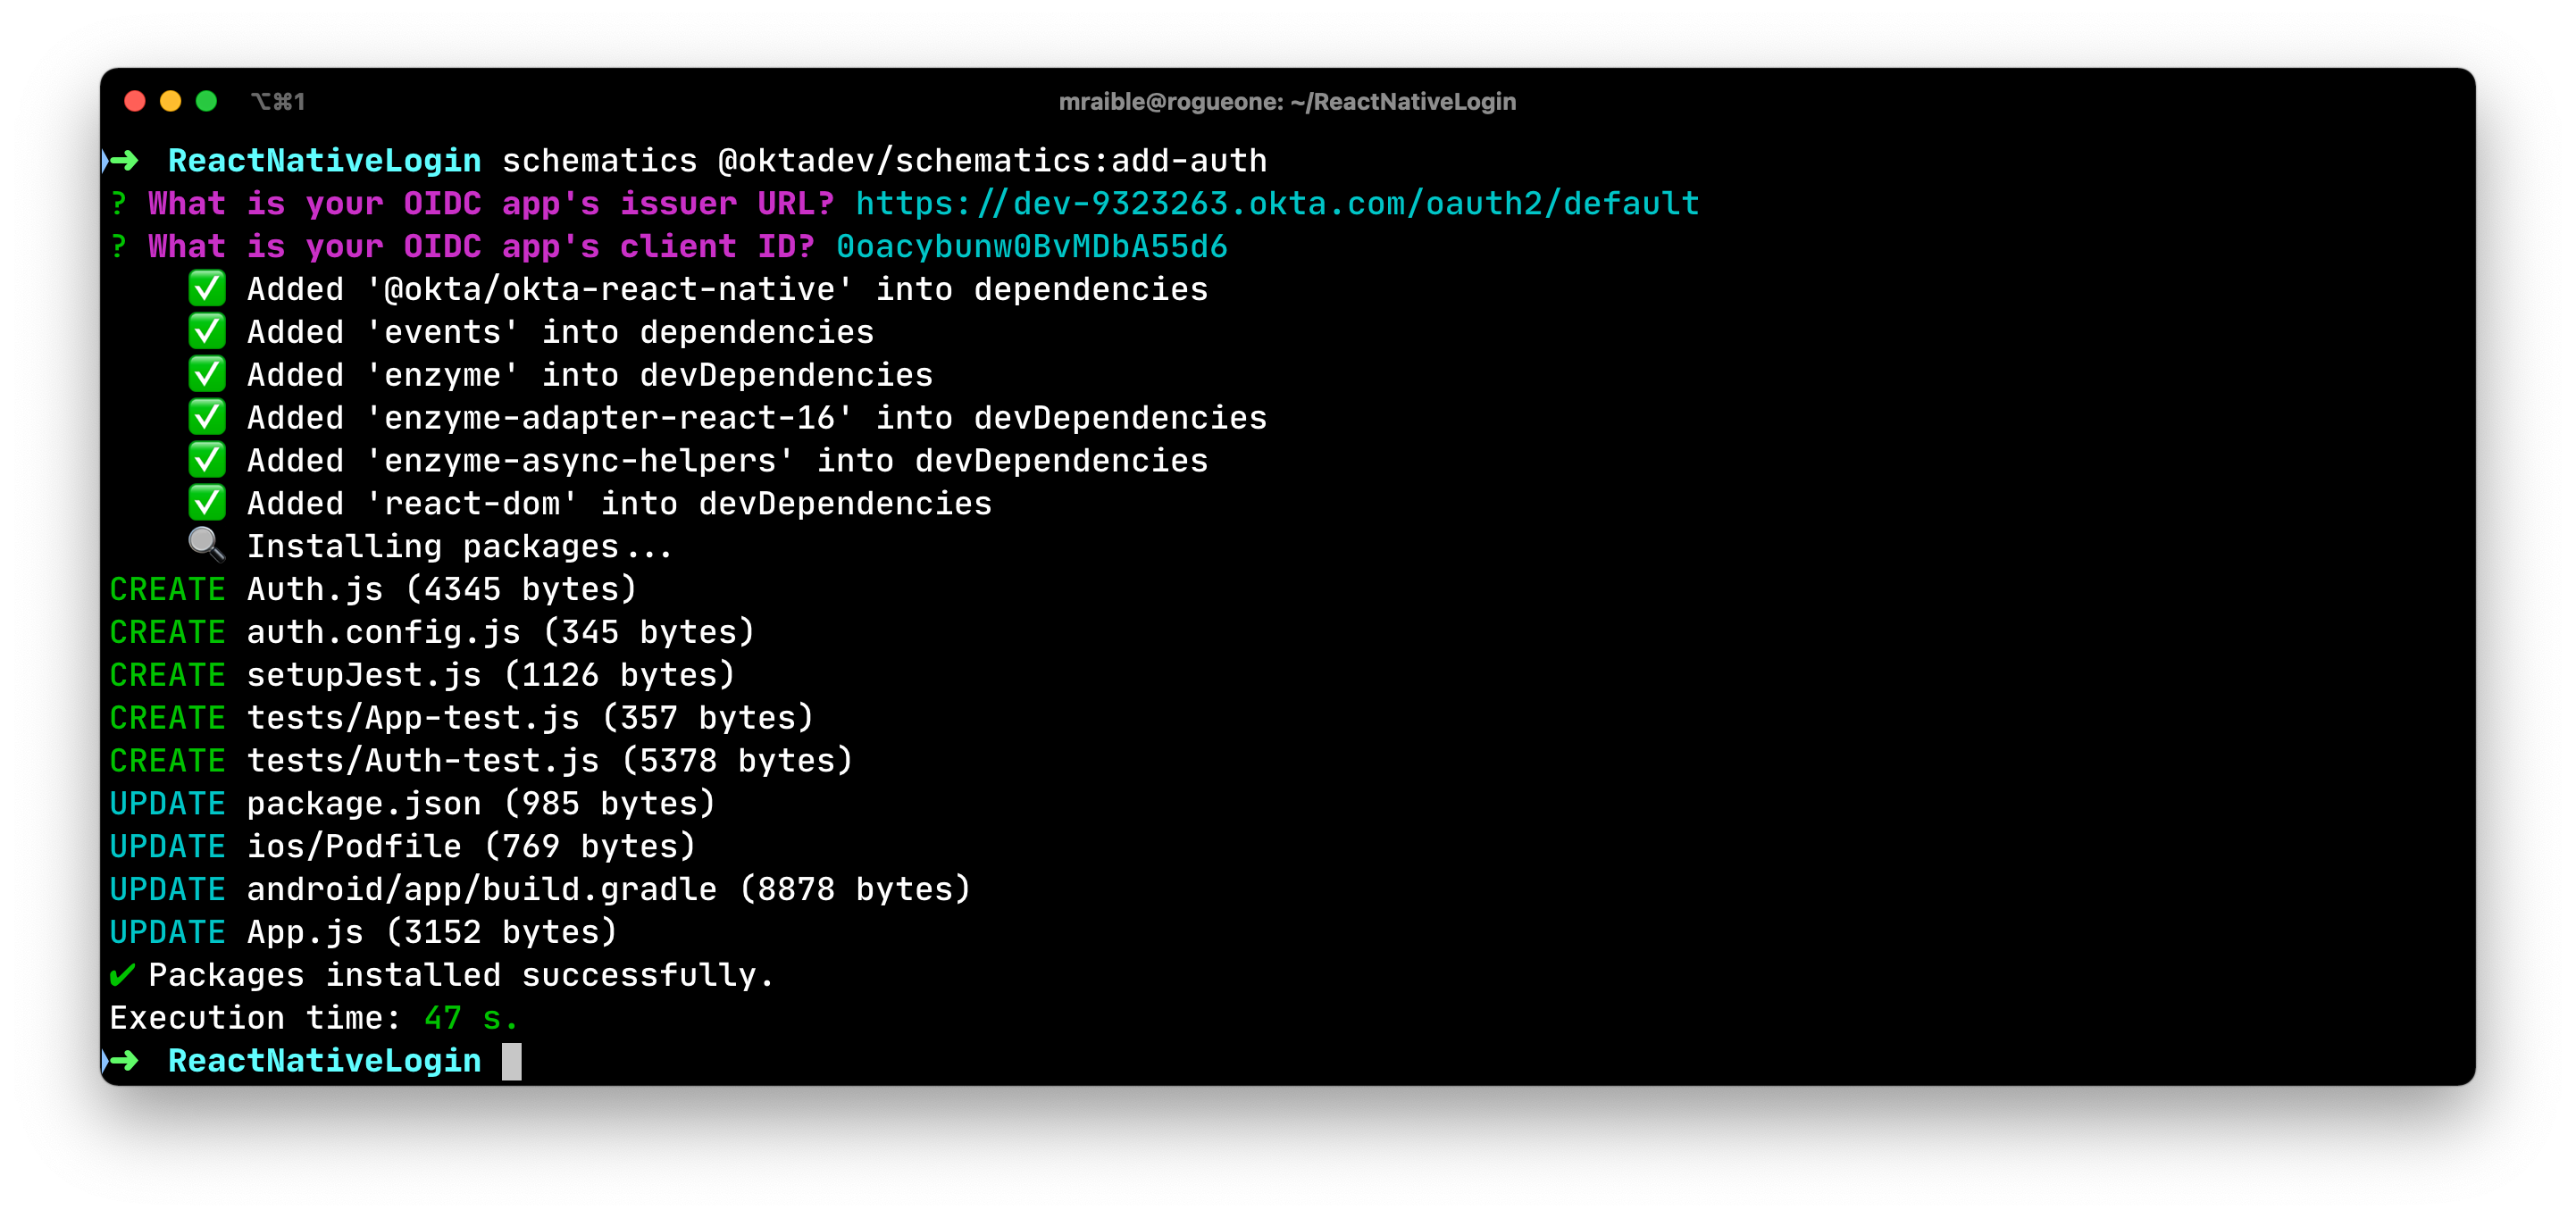 ⌥⌘1
mraible@rogueone: ~/ReactNativeLogin
➜ ReactNativeLogin schematics @oktadev/schematics:add-auth
? What is your OIDC app's issuer URL? https://dev-9323263.okta.com/oauth2/default
? What is your OIDC app's client ID? 0oacybunw0BvMDbA55d6
✅ Added '@okta/okta-react-native' into dependencies
✅ Added 'events' into dependencies
✅ Added 'enzyme' into devDependencies
✅ Added 'enzyme-adapter-react-16' into devDependencies
✅ Added 'enzyme-async-helpers' into devDependencies
✅ Added 'react-dom' into devDependencies
🔍 Installing packages...
CREATE Auth.js (4345 bytes)
CREATE auth.config.js (345 bytes)
CREATE setupJest.js (1126 bytes)
CREATE tests/App-test.js (357 bytes)
CREATE tests/Auth-test.js (5378 bytes)
UPDATE package.json (985 bytes)
UPDATE ios/Podfile (769 bytes)
UPDATE android/app/build.gradle (8878 bytes)
UPDATE App.js (3152 bytes)
✔ Packages installed successfully.
Execution time: 47 s.
➜ ReactNativeLogin